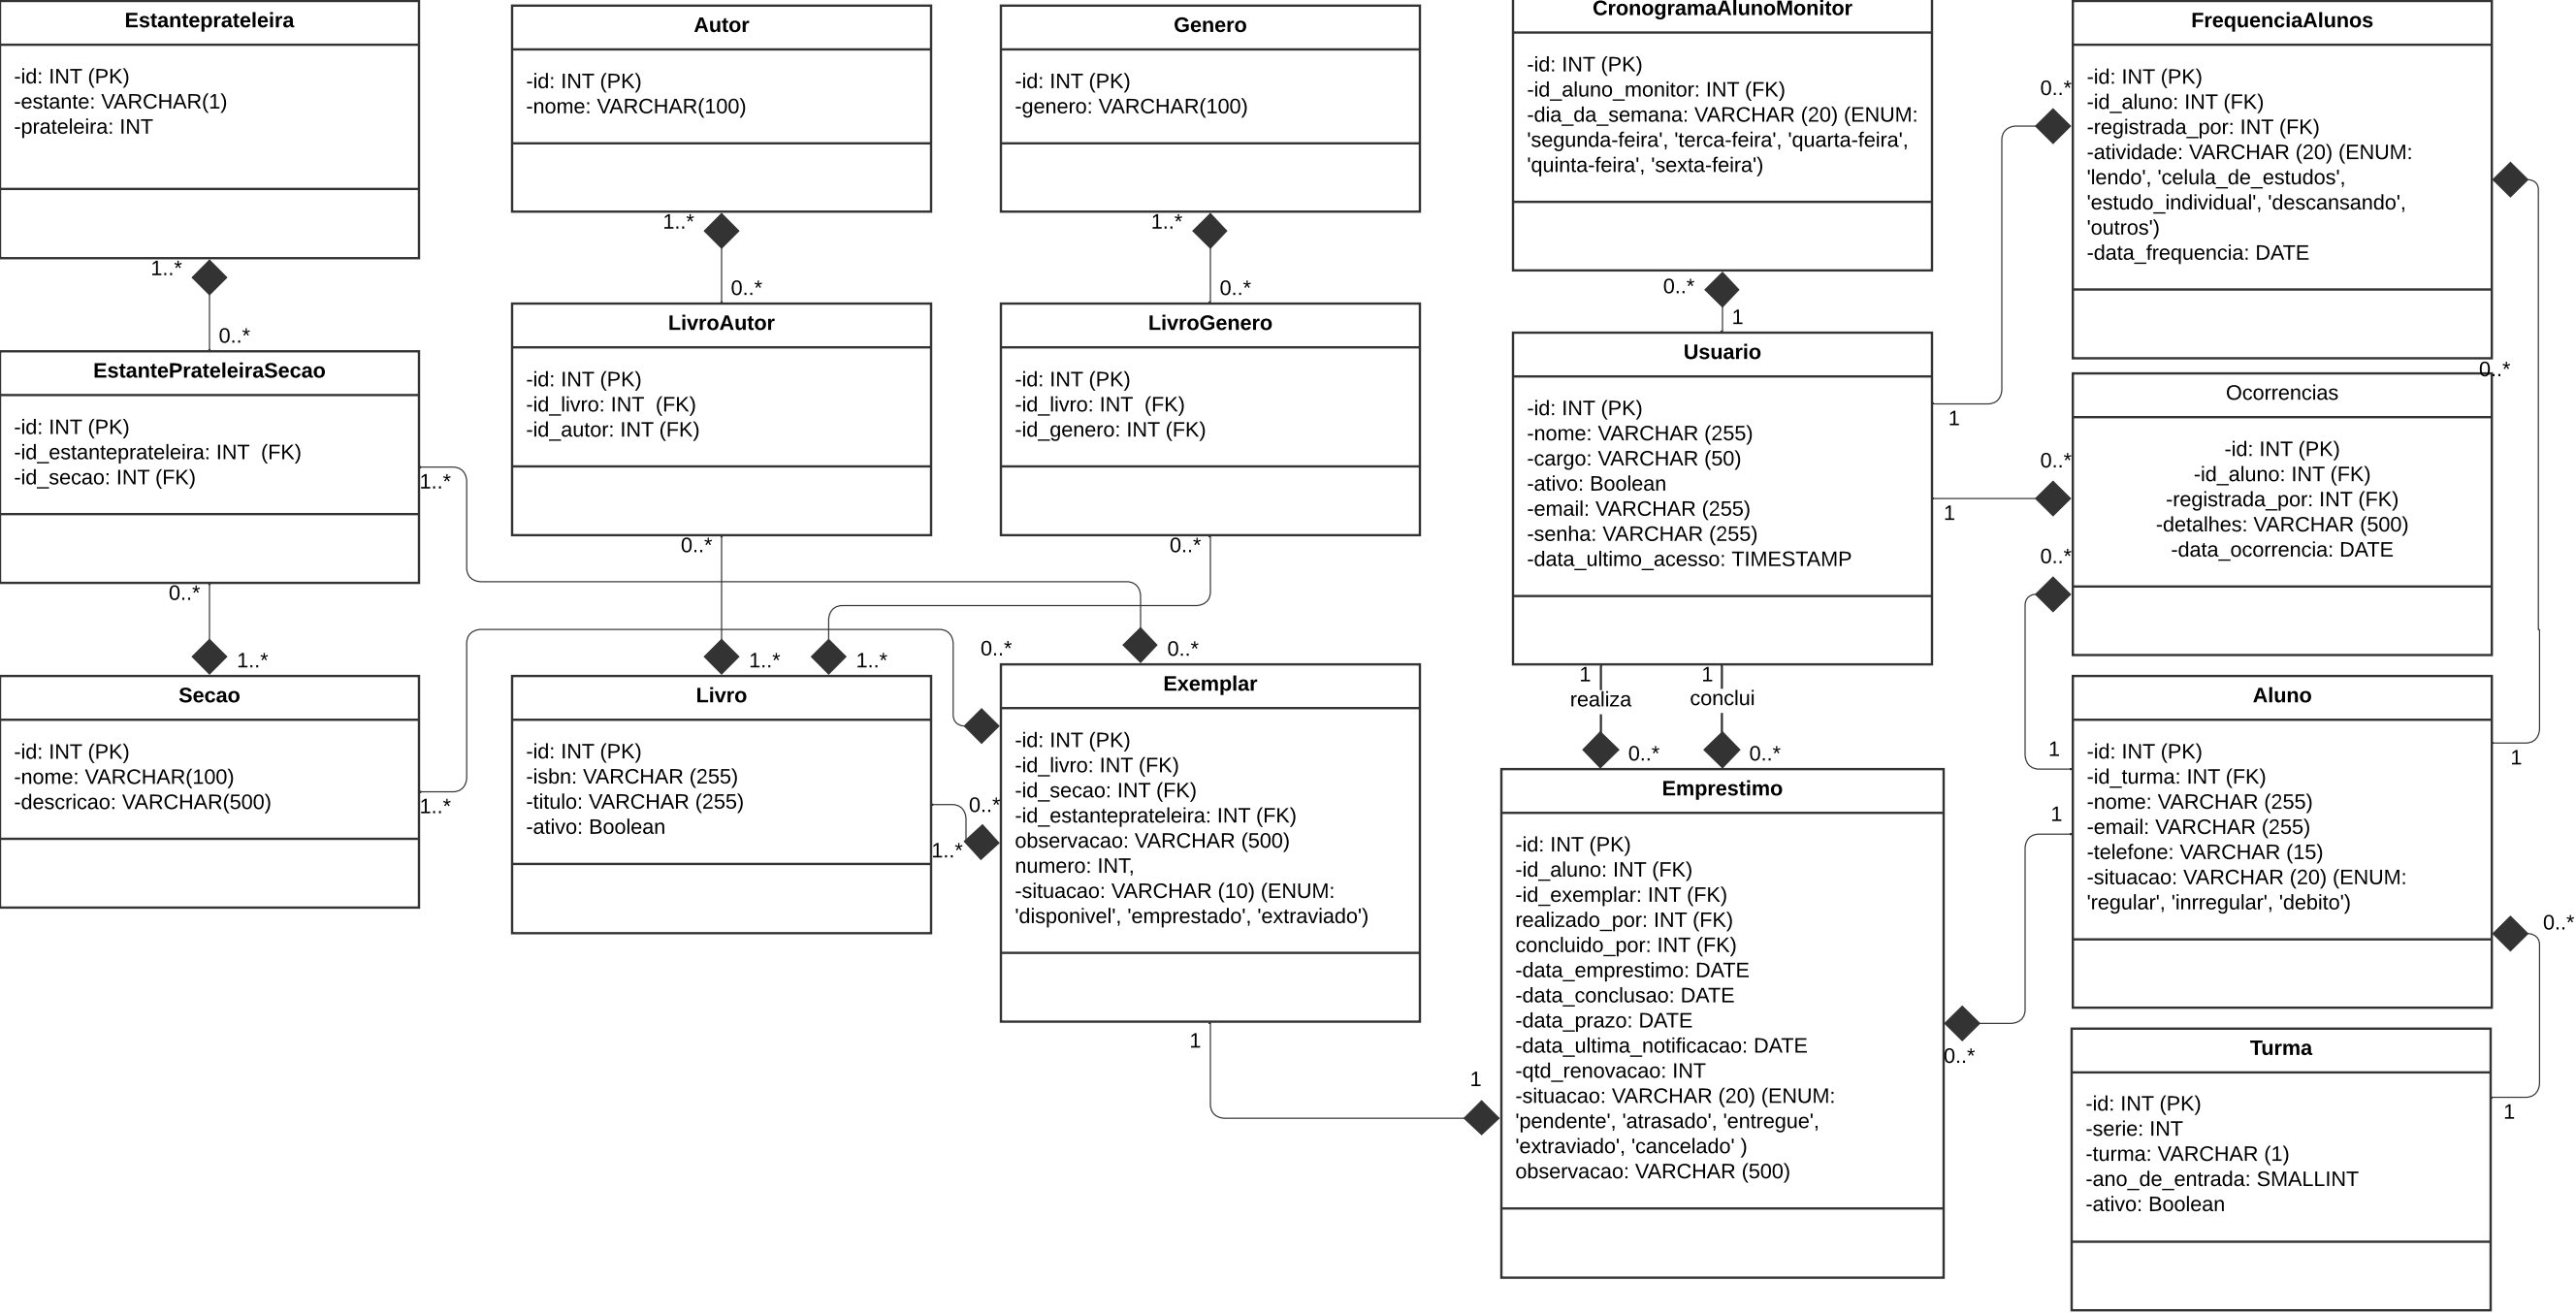 Estanteprateleira
-id: INT (PK)
-estante: VARCHAR(1)
-prateleira: INT
1..*
0..*
Autor
-id: INT (PK)
-nome: VARCHAR(100)
1..*
0..*
Genero
-id: INT (PK)
-genero: VARCHAR(100)
1..*
0..*
CronogramaAlunoMonitor
-id: INT (PK)
-id_aluno_monitor: INT (FK)
-dia_da_semana: VARCHAR (20) (ENUM:
'segunda-feira', 'terca-feira', 'quarta-feira',
'quinta-feira', 'sexta-feira')
0..*
1
FrequenciaAlunos
0..*
-id: INT (PK)
-id_aluno: INT (FK)
-registrada_por: INT (FK)
-atividade: VARCHAR (20) (ENUM:
'lendo', 'celula_de_estudos',
'estudo_individual', 'descansando',
'outros')
-data_frequencia: DATE
0..*
EstantePrateleiraSecao
-id: INT (PK)
-id_estanteprateleira: INT  (FK)
-id_secao: INT (FK)
1..*
0..*
1..*
LivroAutor
-id: INT (PK)
-id_livro: INT  (FK)
-id_autor: INT (FK)
0..*
1..*
LivroGenero
-id: INT (PK)
-id_livro: INT  (FK)
-id_genero: INT (FK)
0..*
1..*
0..*
0..*
Usuario
-id: INT (PK)
-nome: VARCHAR (255)
-cargo: VARCHAR (50)
-ativo: Boolean
-email: VARCHAR (255)
-senha: VARCHAR (255)
-data_ultimo_acesso: TIMESTAMP
1
1
1
realiza
0..*
1
conclui
0..*
Ocorrencias
0..*
-id: INT (PK)
-id_aluno: INT (FK)
-registrada_por: INT (FK)
-detalhes: VARCHAR (500)
-data_ocorrencia: DATE
0..*
Secao
-id: INT (PK)
-nome: VARCHAR(100)
-descricao: VARCHAR(500)
1..*
Livro
-id: INT (PK)
-isbn: VARCHAR (255)
-titulo: VARCHAR (255)
-ativo: Boolean
1..*
0..*
Exemplar
-id: INT (PK)
-id_livro: INT (FK)
-id_secao: INT (FK)
-id_estanteprateleira: INT (FK)
observacao: VARCHAR (500)
numero: INT,
-situacao: VARCHAR (10) (ENUM:
'disponivel', 'emprestado', 'extraviado')
1
1
Emprestimo
-id: INT (PK)
-id_aluno: INT (FK)
-id_exemplar: INT (FK)
realizado_por: INT (FK)
concluido_por: INT (FK)
-data_emprestimo: DATE
-data_conclusao: DATE
-data_prazo: DATE
-data_ultima_notificacao: DATE
-qtd_renovacao: INT
-situacao: VARCHAR (20) (ENUM:
'pendente', 'atrasado', 'entregue',
'extraviado', 'cancelado' )
observacao: VARCHAR (500)
0..*
Aluno
1
1
1
-id: INT (PK)
-id_turma: INT (FK)
-nome: VARCHAR (255)
-email: VARCHAR (255)
-telefone: VARCHAR (15)
-situacao: VARCHAR (20) (ENUM:
'regular', 'inrregular', 'debito')
0..*
Turma
-id: INT (PK)
-serie: INT
-turma: VARCHAR (1)
-ano_de_entrada: SMALLINT
-ativo: Boolean
1